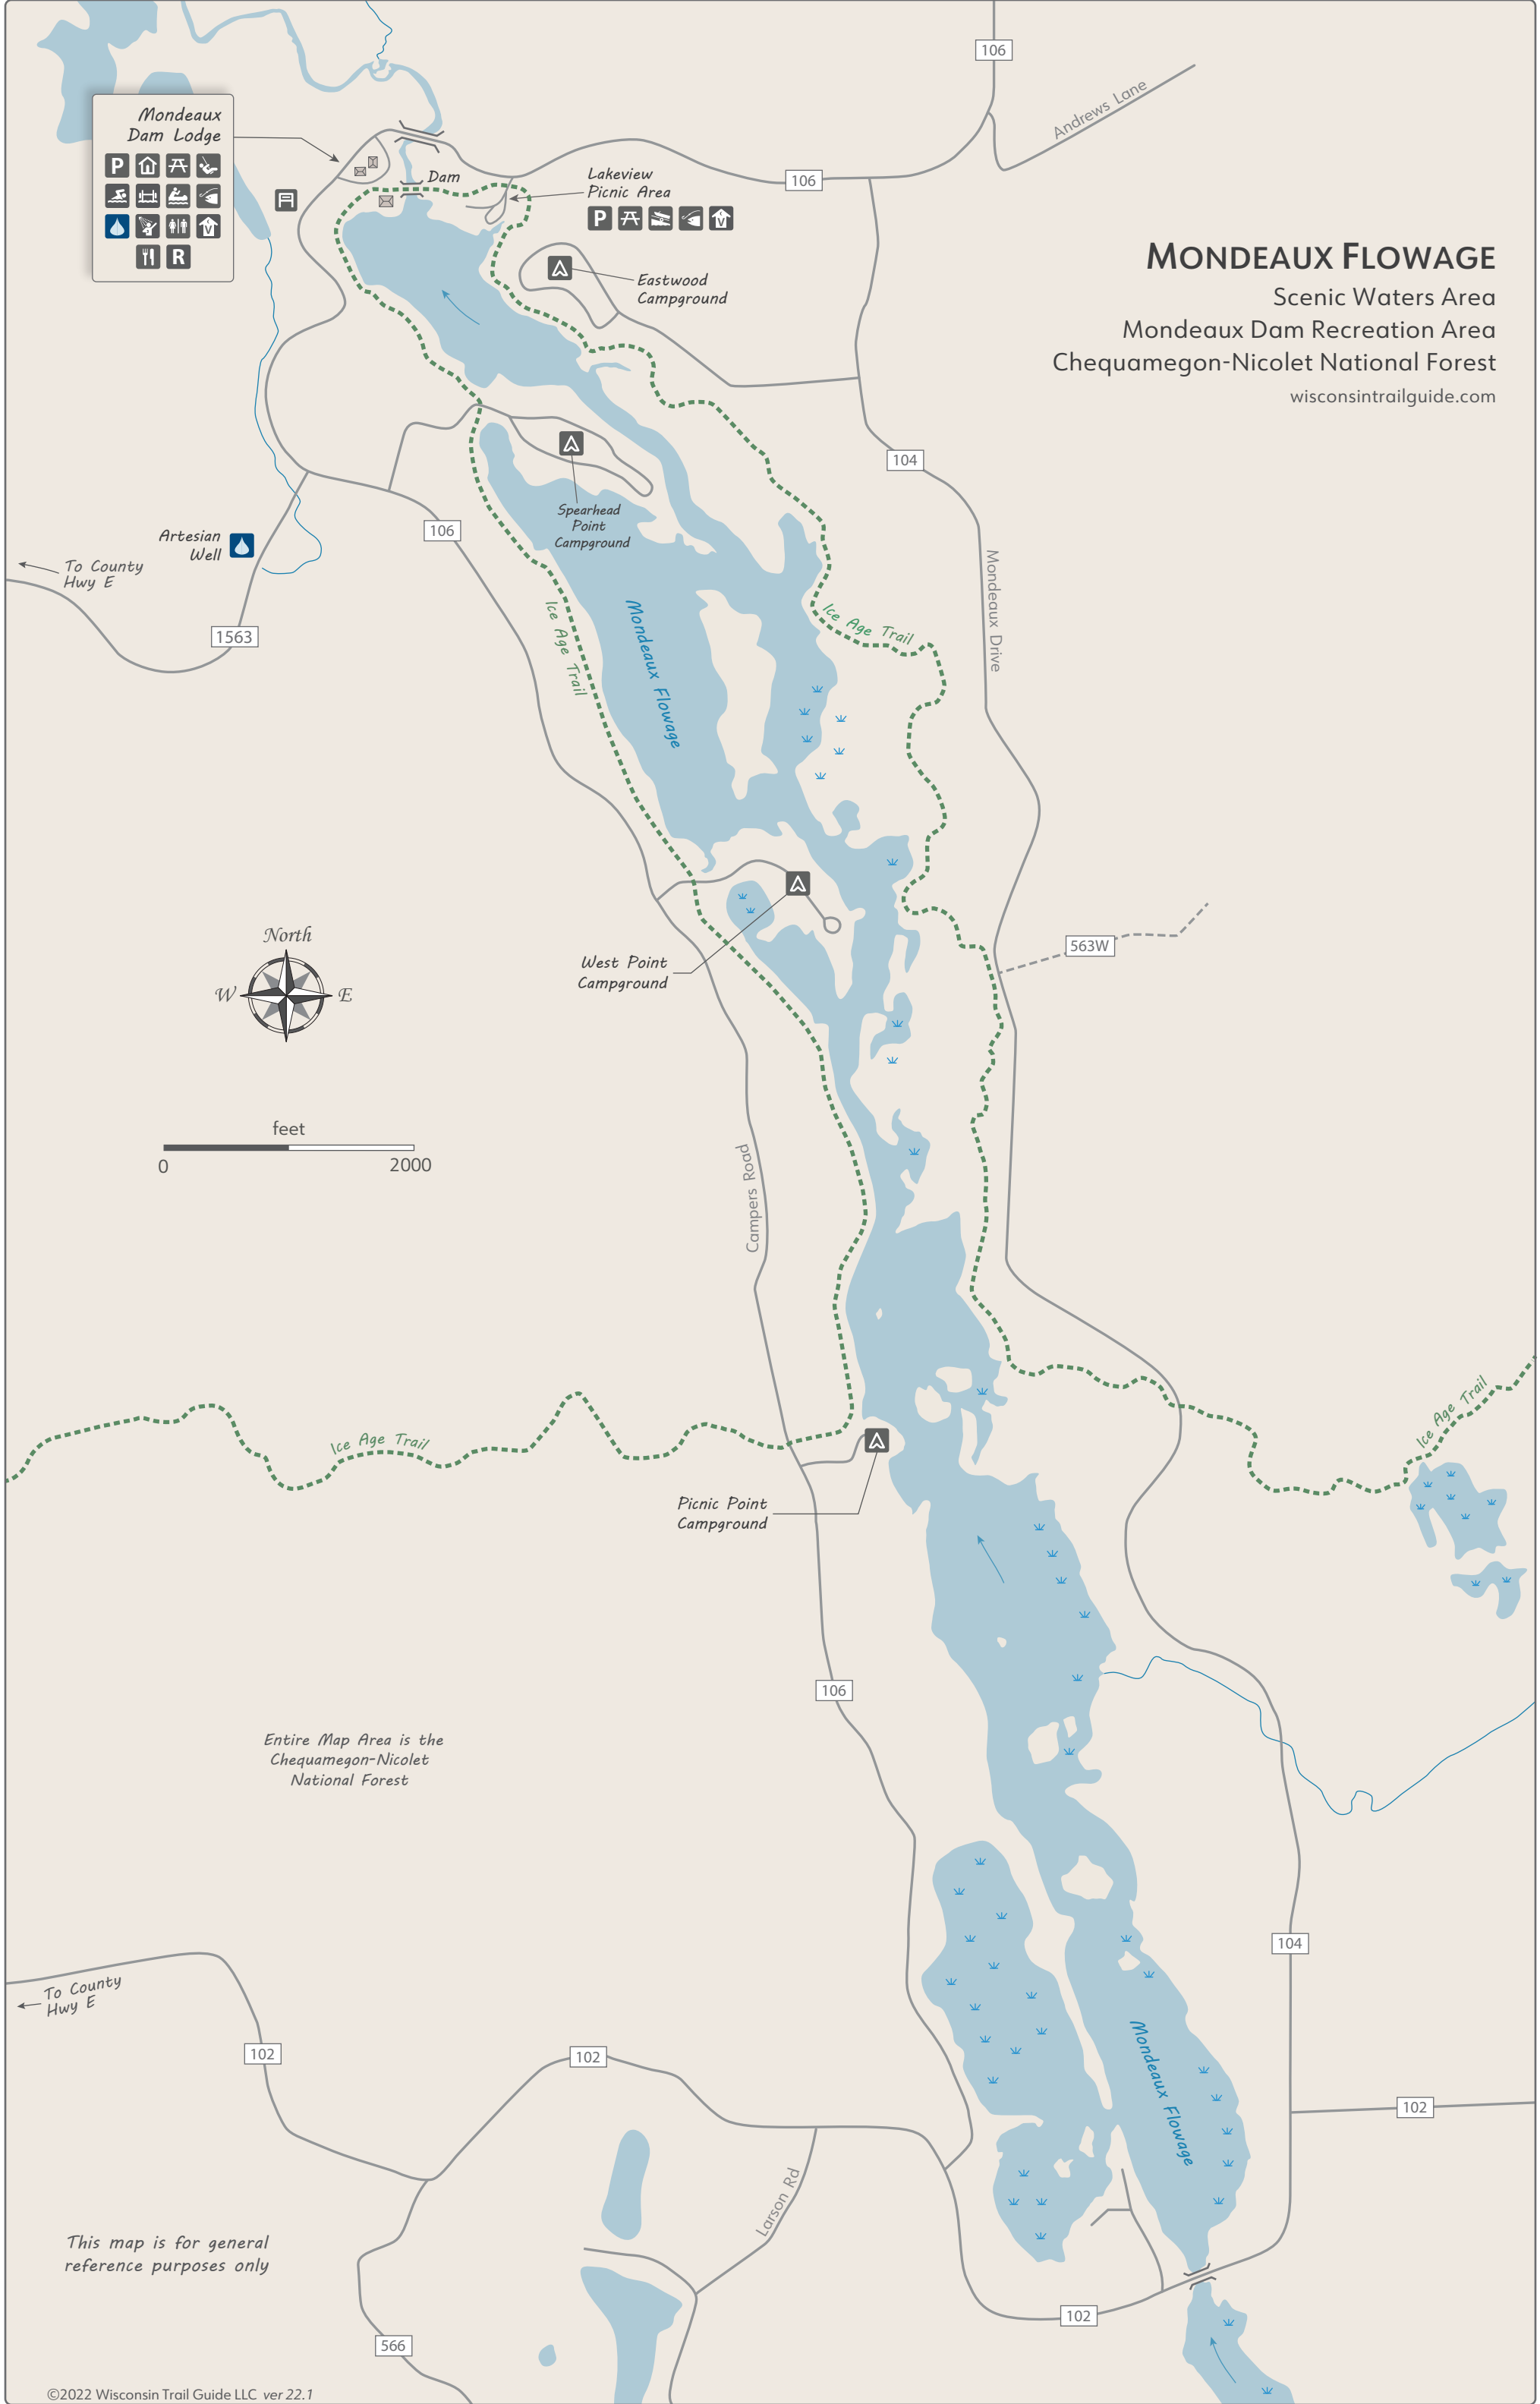 106
Andrews Lane
Mondeaux
Dam Lodge
P
V
R
Dam
Lakeview
Picnic Area
P
V
106
Eastwood
Campground
MONDEAUX FLOWAGE
Scenic Waters Area
Mondeaux Dam Recreation Area
Chequamegon-Nicolet National Forest
wisconsintrailguide.com
104
Spearhead
Point
Campground
106
Artesian
Well
To County
Hwy E
1563
Ice Age Trail
Mondeaux Flowage
Ice Age Trail
Mondeaux Drive
563W
West Point
Campground
North
W
E
feet
0
2000
Campers Road
Ice Age Trail
Ice Age Trail
Picnic Point
Campground
106
Entire Map Area is the
Chequamegon-Nicolet
National Forest
104
To County
Hwy E
102
102
Mondeaux Flowage
102
Larson Rd
This map is for general
reference purposes only
102
566
©2022 Wisconsin Trail Guide LLC ver 22.1